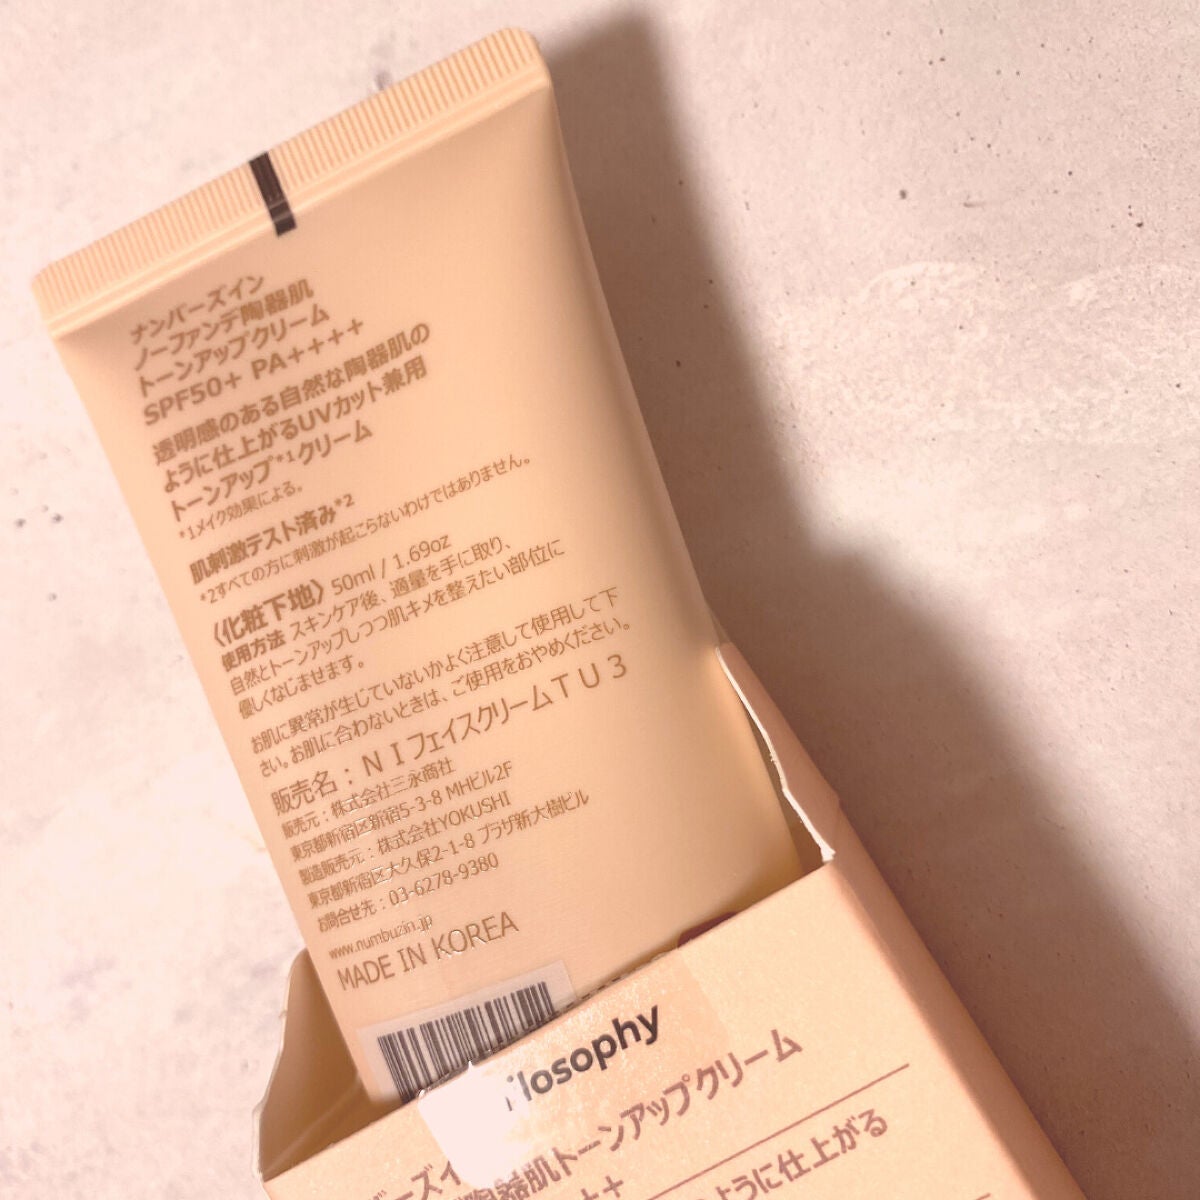 ナンバーズイン
ノーファンデ陶器肌
トーンアップクリーム
SPF50+ PA++++
透明感のある自然な陶器肌の
ように仕上がるUVカット兼用
トーンアップ*1クリーム
*1メイク効果による。
肌刺激テスト済み*2
*2すべての方に刺激が起こらないわけではありません。
〈化粧下地〉50ml / 1.69oz
使用方法 スキンケア後、適量を手に取り、
自然とトーンアップしつつ肌キメを整えたい部位に
優しくなじませます。
お肌に異常が生じていないかよく注意して使用して下
さい。お肌に合わないときは、ご使用をおやめください。
販売名：ＮＩフェイスクリームＴＵ３
販売元：株式会社三永商社
東京都新宿区新宿5-3-8 MHビル2F
製造販売元：株式会社YOKUSHI
東京都新宿区大久保2-1-8 プラザ新大樹ビル
お問合せ先：03-6278-9380
www.numbuzin.jp
MADE IN KOREA
ilosophy
バーズイ
陶器肌トーンアップクリーム
++
のように仕上がる